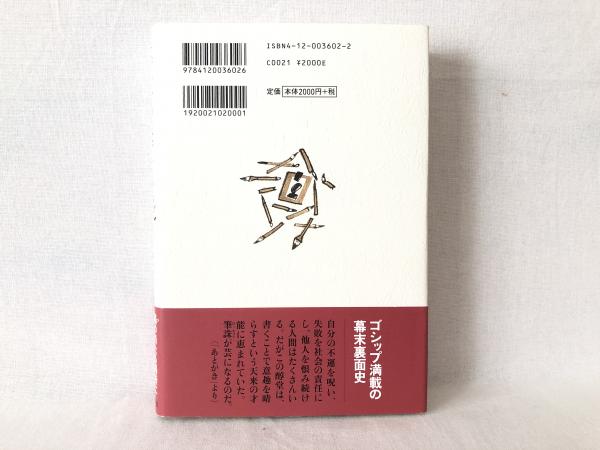 ISBN4-12-003602-2
9784120036026
C0021 ¥2000E
定価 本体2000円+税
1920021020001
ゴシップ満載の
幕末裏面史
自分の不運を呪い、
失敗を社会の責任に
し、他人を恨み続け
る人間はたくさんい
る。だがこの醇堂は、
書くことで意趣を晴
らすという天来の才
能に恵まれていた。
筆誅が芸になるのだ。
（「あとがき」より）